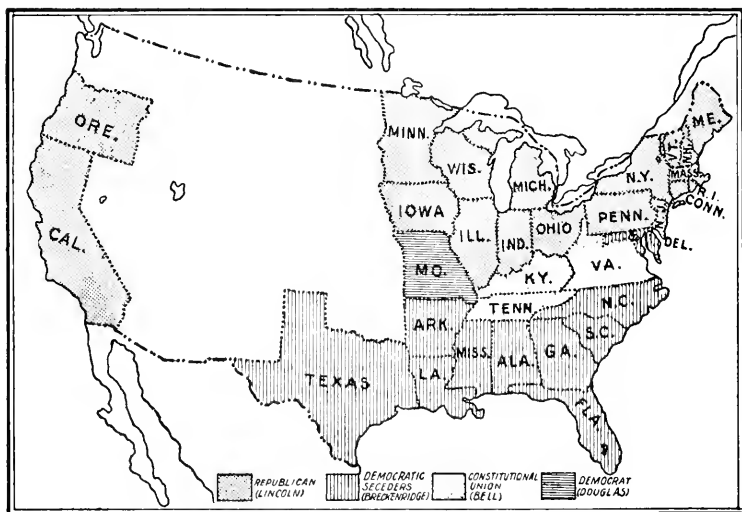 ORE.
CAL.
MINN.
WIS.
MICH.
IOWA
ILL.
IND.
OHIO
MO.
KY.
TENN.
VA.
N.C.
S.C.
ARK.
LA.
MISS.
ALA.
GA.
FLA.
TEXAS
PENN.
N.Y.
VT.
N.H.
ME.
MASS.
R.I.
CONN.
DEL.
REPUBLICAN
(LINCOLN)
DEMOCRATIC
SECEDERS
(BRECKENRIDGE)
CONSTITUTIONAL
UNION
(BELL)
DEMOCRAT
(DOUGLAS)